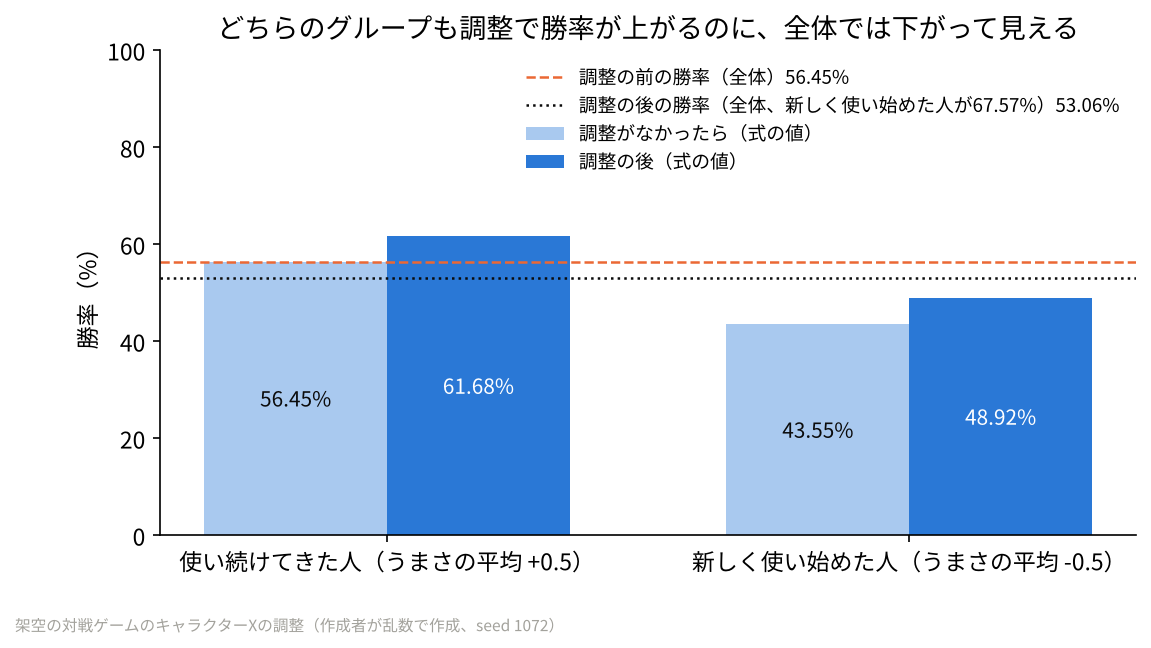 どちらのグループも調整で勝率が上がるのに、全体では下がって見える
調整の前の勝率（全体）56.45%
調整の後の勝率（全体、新しく使い始めた人が67.57%）53.06%
調整がなかったら（式の値）
調整の後（式の値）
勝率（%）
100
80
60
40
20
0
56.45%
61.68%
43.55%
48.92%
使い続けてきた人（うまさの平均 +0.5）
新しく使い始めた人（うまさの平均 -0.5）
架空の対戦ゲームのキャラクターXの調整（作成者が乱数で作成、seed 1072）